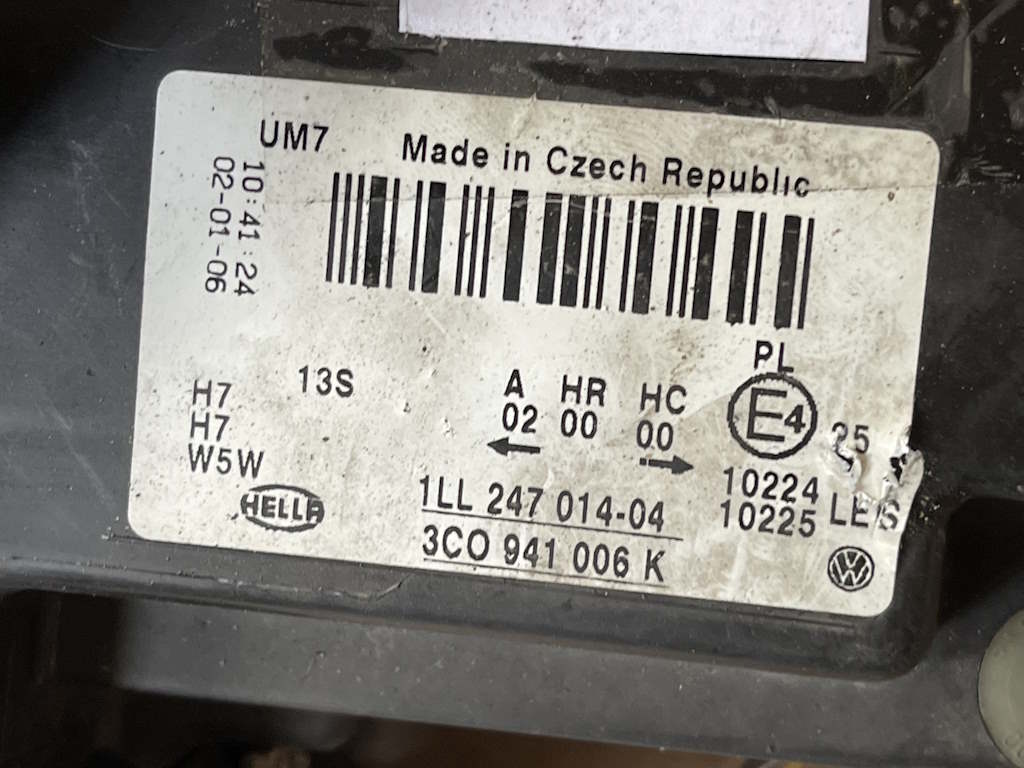 UM7 Made in Czech Republic
10:41:24
02-01-06
PL
H7 13S A HR HC E4 25
H7 02 00 00
W5W
10224
10225 LES
HELLA 1LL 247 014-04
3C0 941 006 K
VW